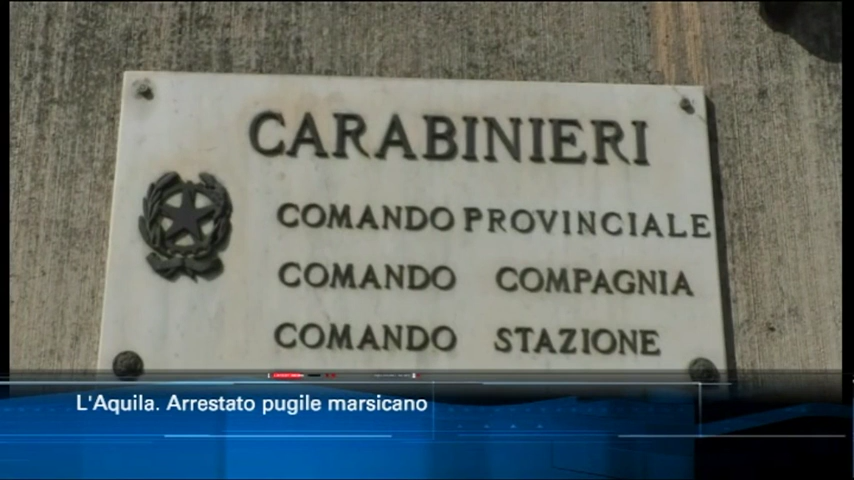 CARABINIERI
COMANDO PROVINCIALE
COMANDO COMPAGNIA
COMANDO STAZIONE
L'Aquila. Arrestato pugile marsicano